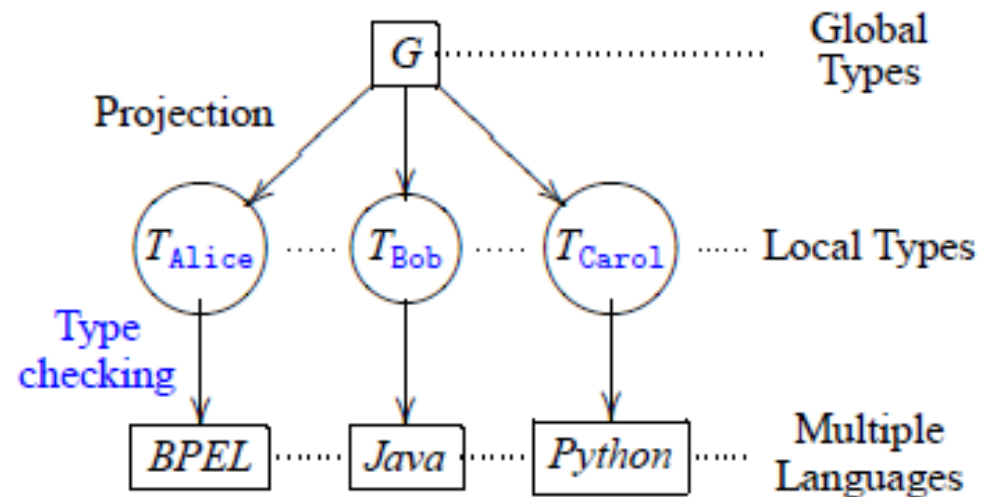 G
Global
Types
Projection
T_Alice
T_Bob
T_Carol
Local Types
Type
checking
BPEL
Java
Python
Multiple
Languages